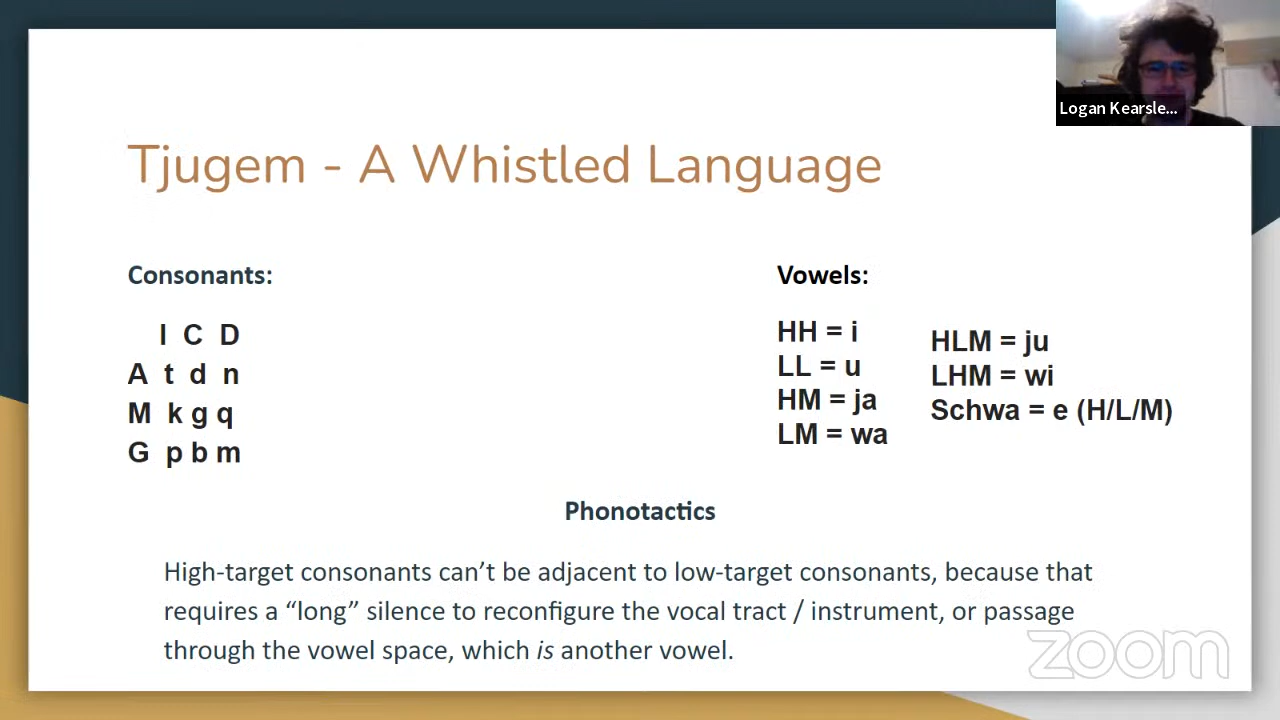 Logan Kearsle...
Tjugem - A Whistled Language
Consonants:
I C D
A t d n
M k g q
G p b m
Vowels:
HH = i
LL = u
HM = ja
LM = wa
HLM = ju
LHM = wi
Schwa = e (H/L/M)
Phonotactics
High-target consonants can’t be adjacent to low-target consonants, because that
requires a “long” silence to reconfigure the vocal tract / instrument, or passage
through the vowel space, which is another vowel.
zoom